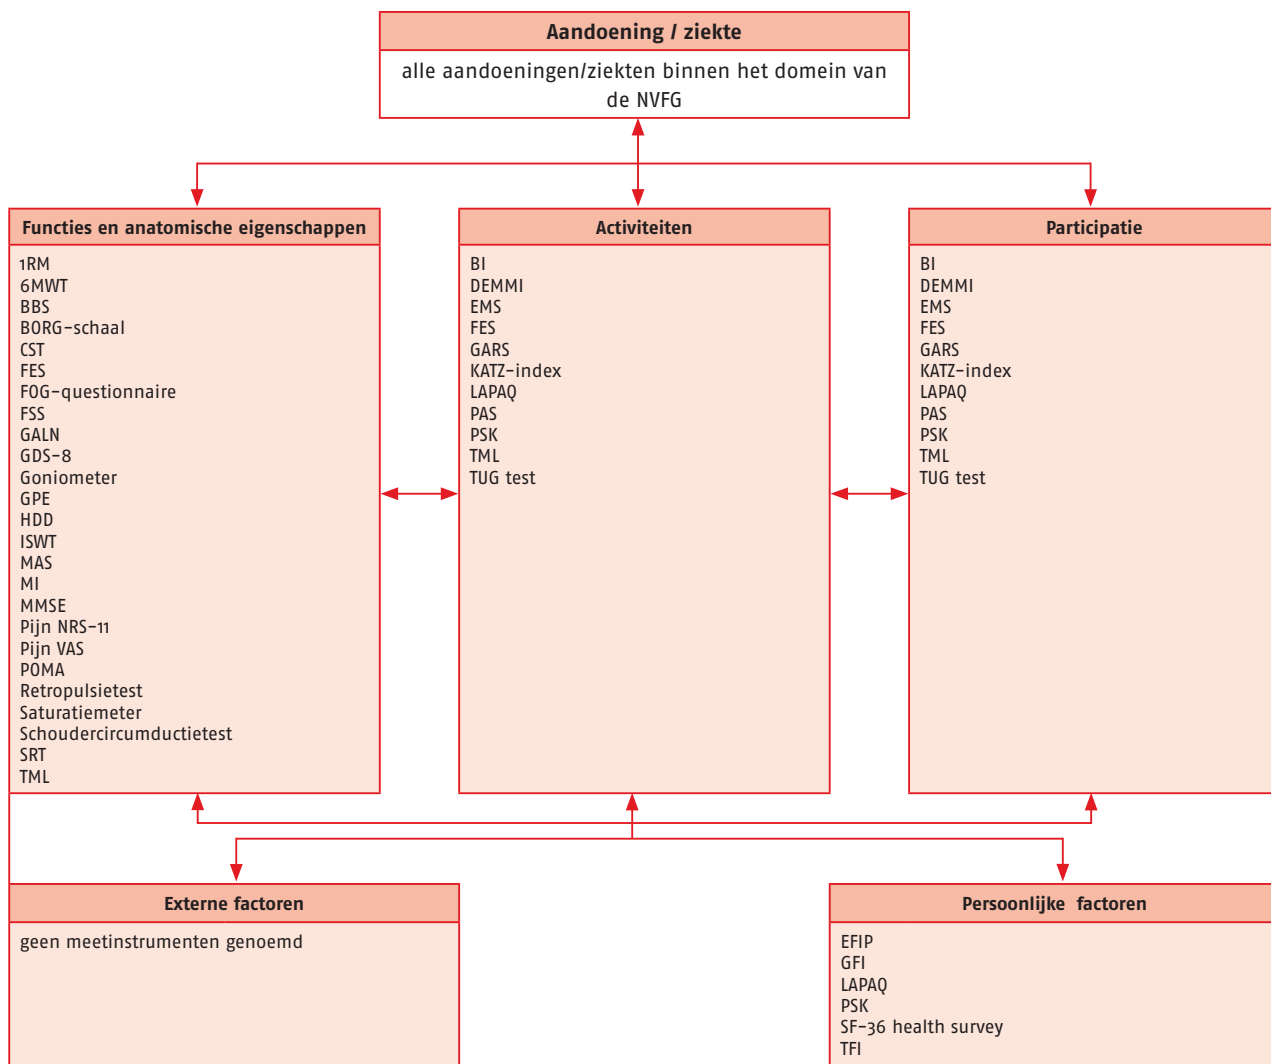 Aandoening / ziekte
alle aandoeningen/ziekten binnen het domein van
de NVFG
Functies en anatomische eigenschappen
1RM
6MWT
BBS
BORG-schaal
CST
FES
FOG-questionnaire
FSS
GALN
GDS-8
Goniometer
GPE
HDD
ISWT
MAS
MI
MMSE
Pijn NRS-11
Pijn VAS
POMA
Retropulsietest
Saturatiemeter
Schoudercircumductietest
SRT
TML
Activiteiten
BI
DEMMI
EMS
FES
GARS
KATZ-index
LAPAQ
PAS
PSK
TML
TUG test
Participatie
BI
DEMMI
EMS
FES
GARS
KATZ-index
LAPAQ
PAS
PSK
TML
TUG test
Externe factoren
geen meetinstrumenten genoemd
Persoonlijke factoren
EFIP
GFI
LAPAQ
PSK
SF-36 health survey
TFI